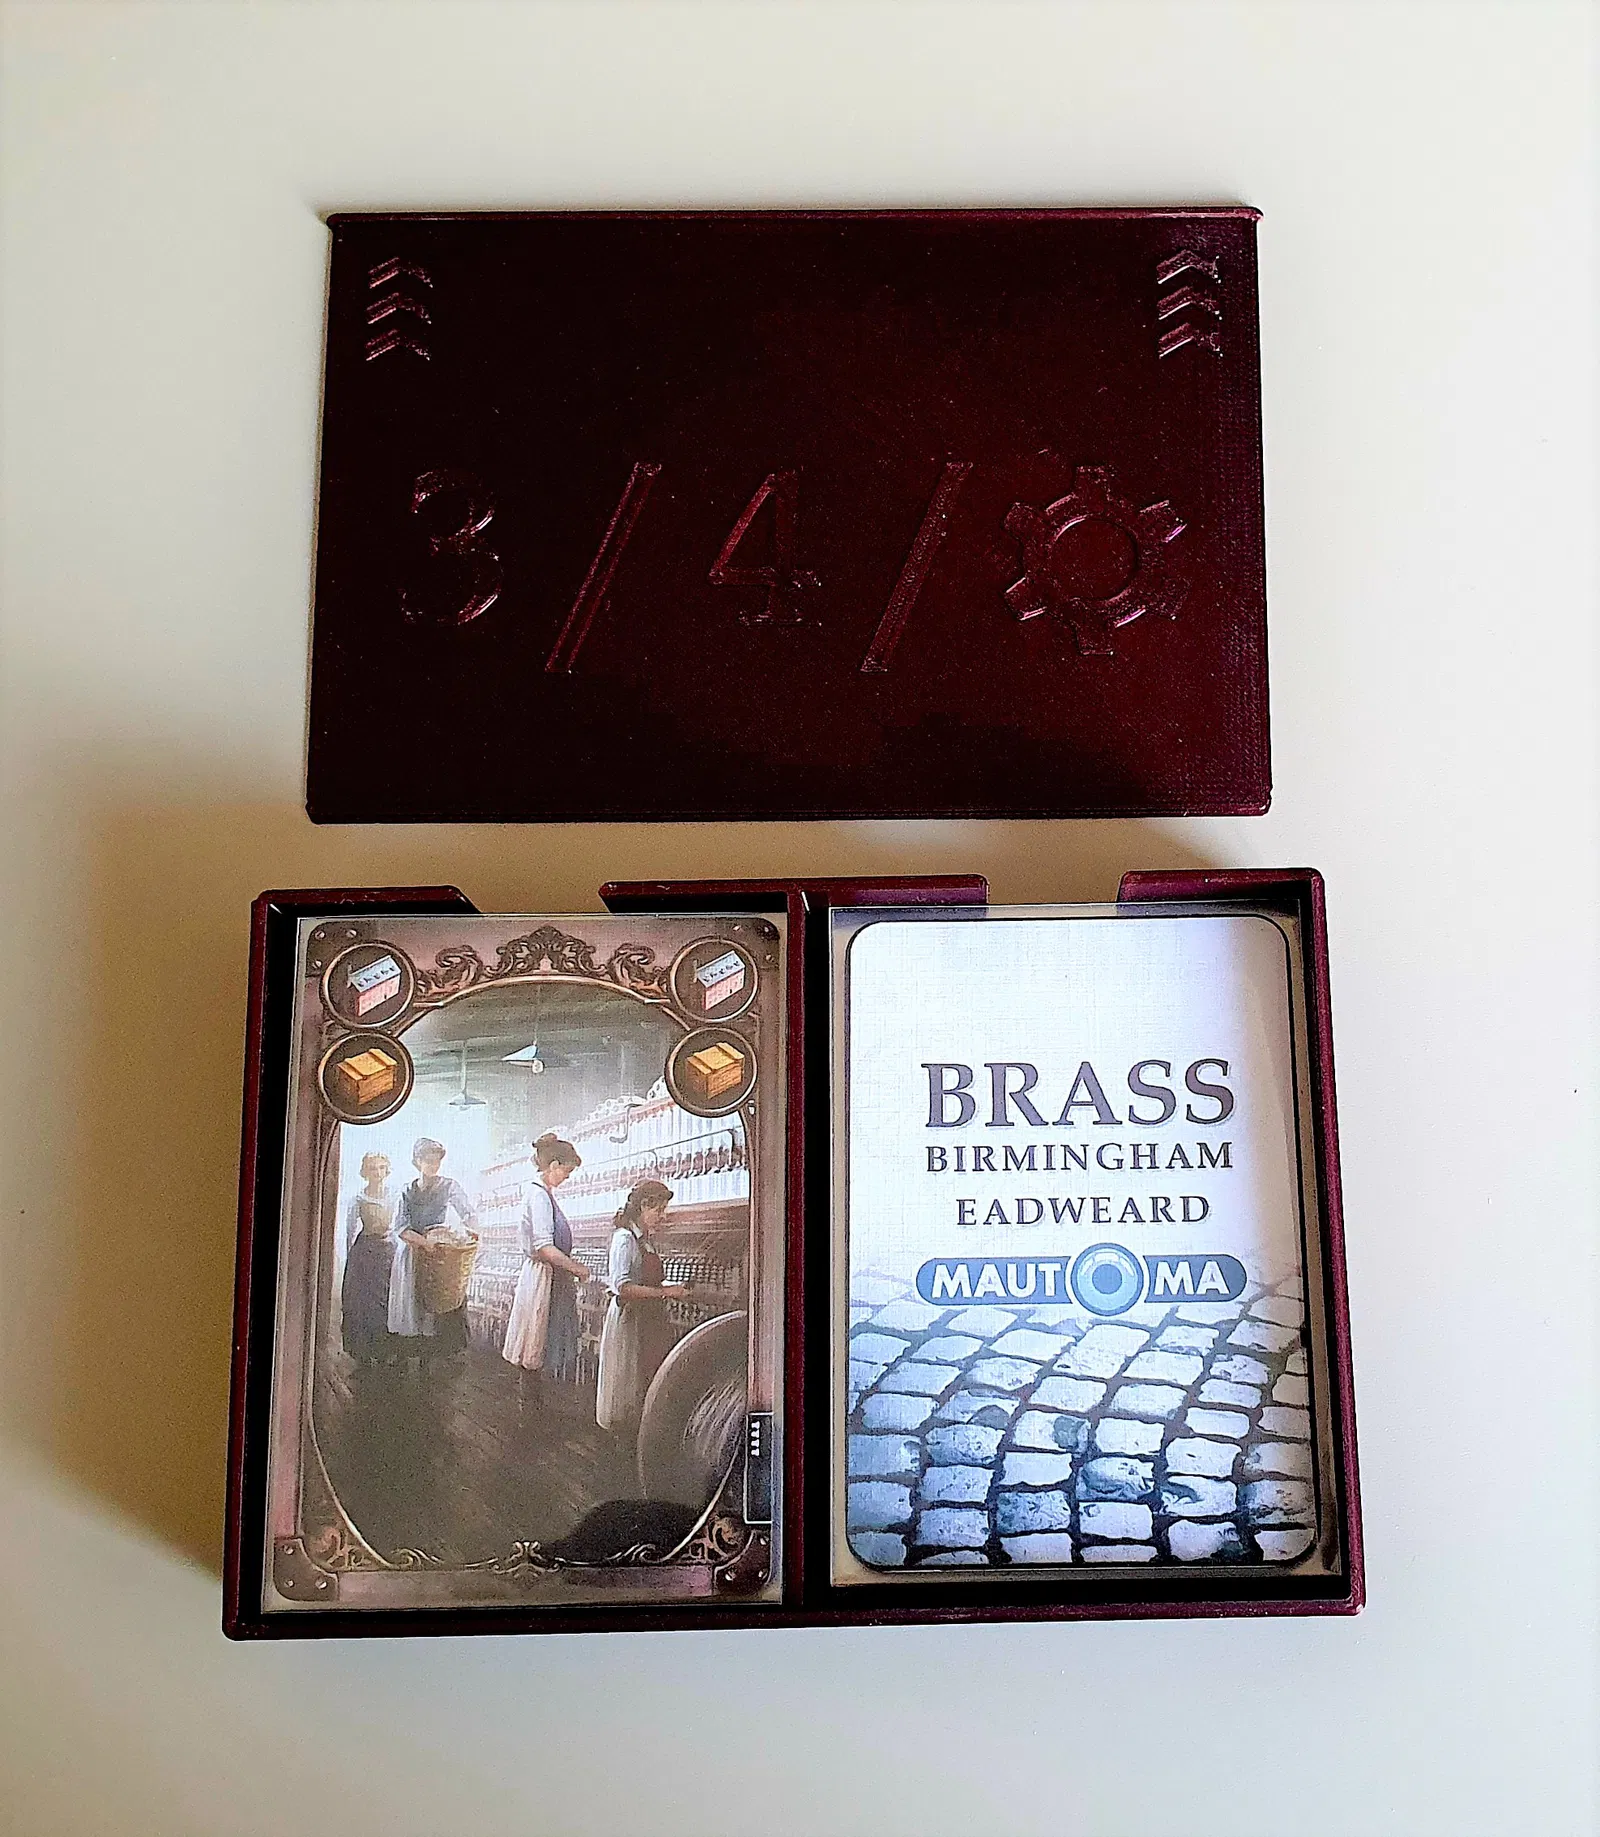 3 / 4 /
BRASS
BIRMINGHAM
EADWEARD
MAUTOMA